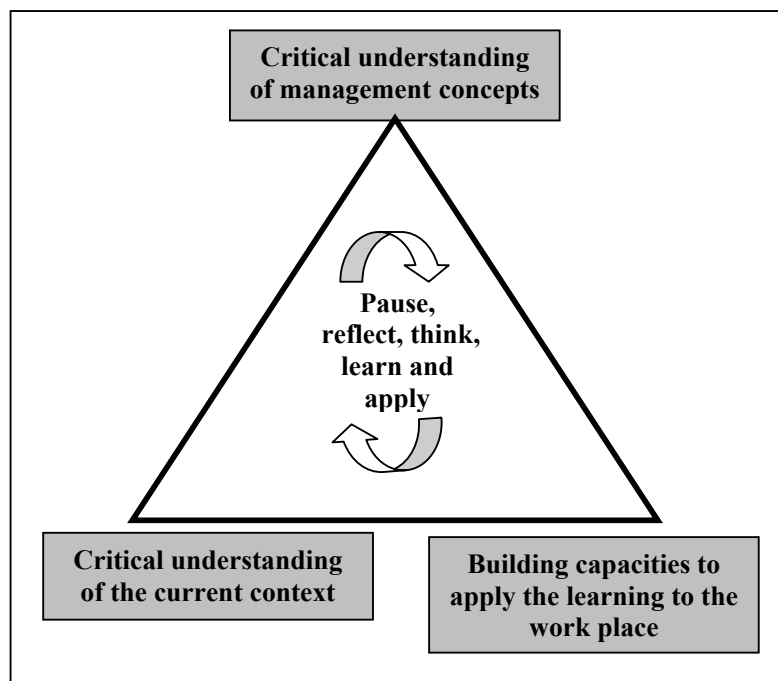 Critical understanding
of management concepts
Pause,
reflect, think,
learn and
apply
Critical understanding
of the current context
Building capacities to
apply the learning to the
work place